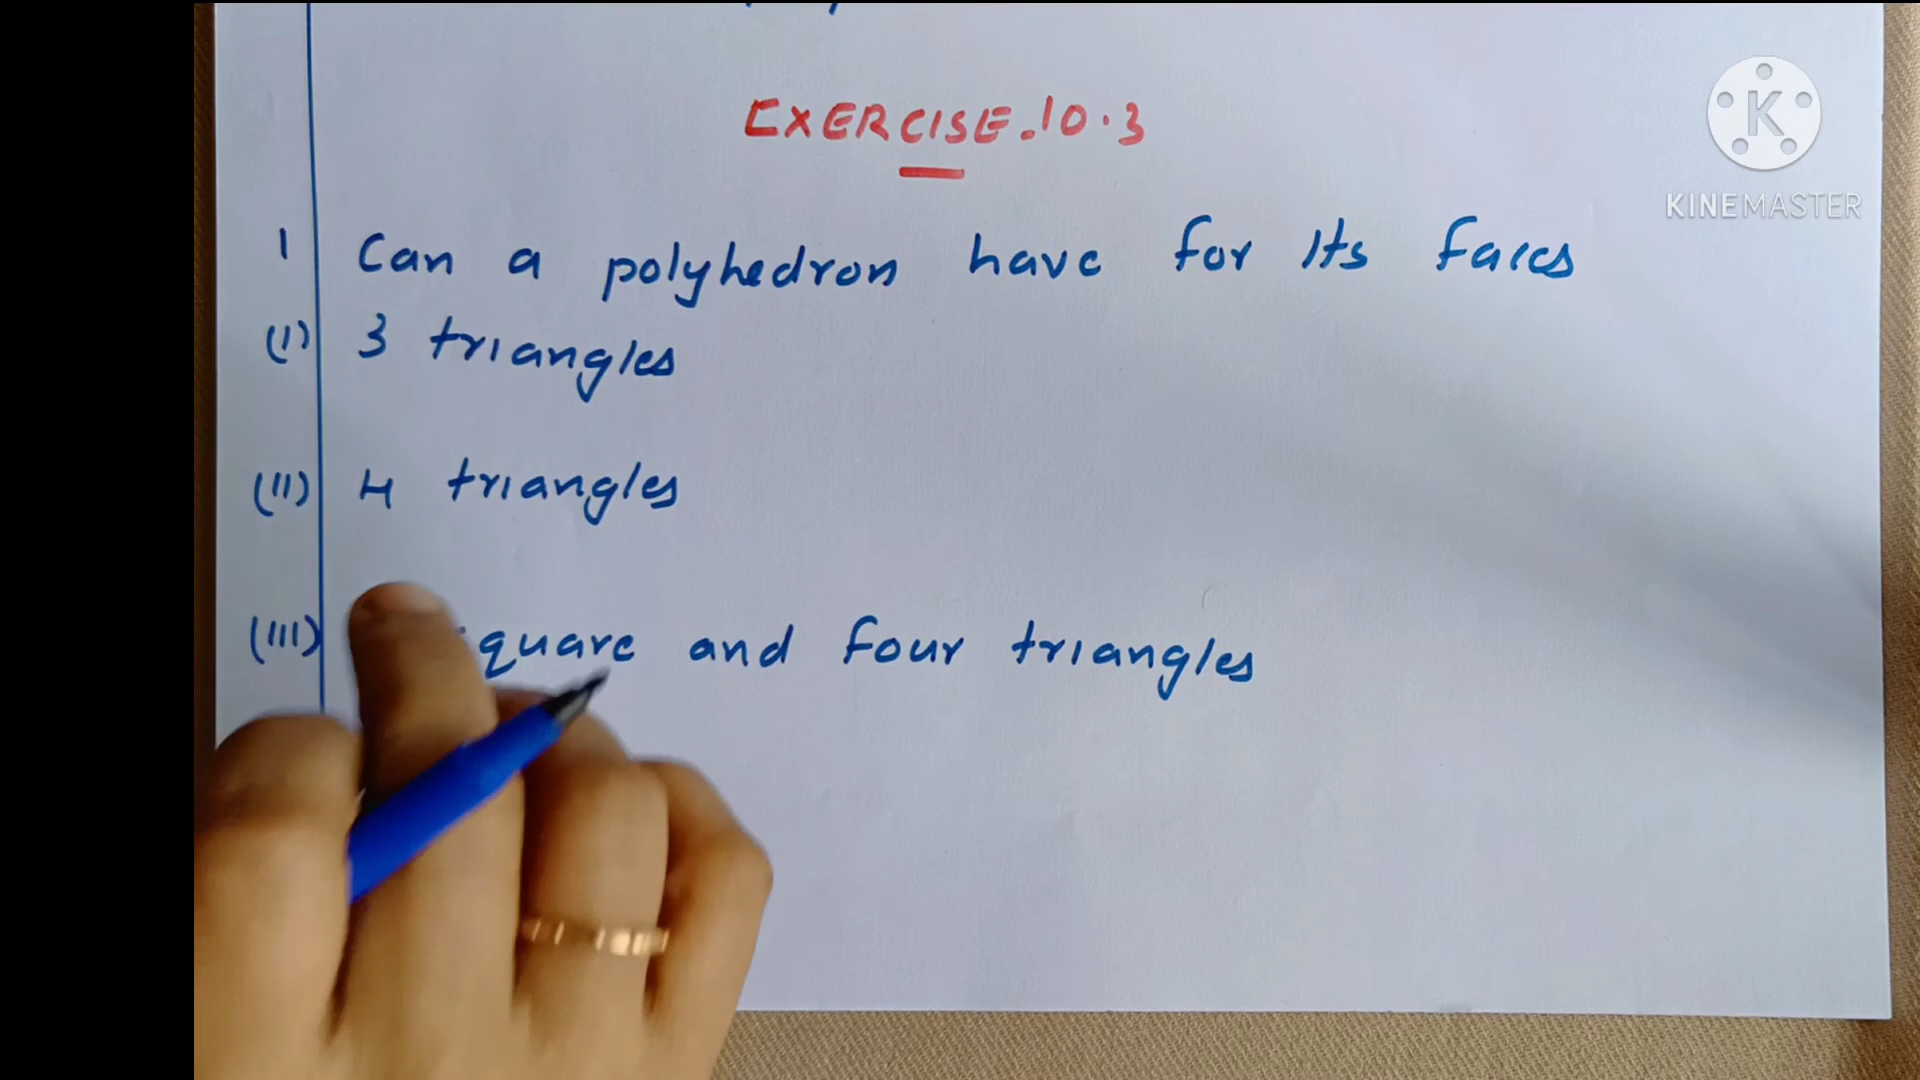 EXERCISE.10.3
K
KINEMASTER
1 Can a polyhedron have for its faces
(i) 3 triangles
(ii) 4 triangles
(iii) square and four triangles